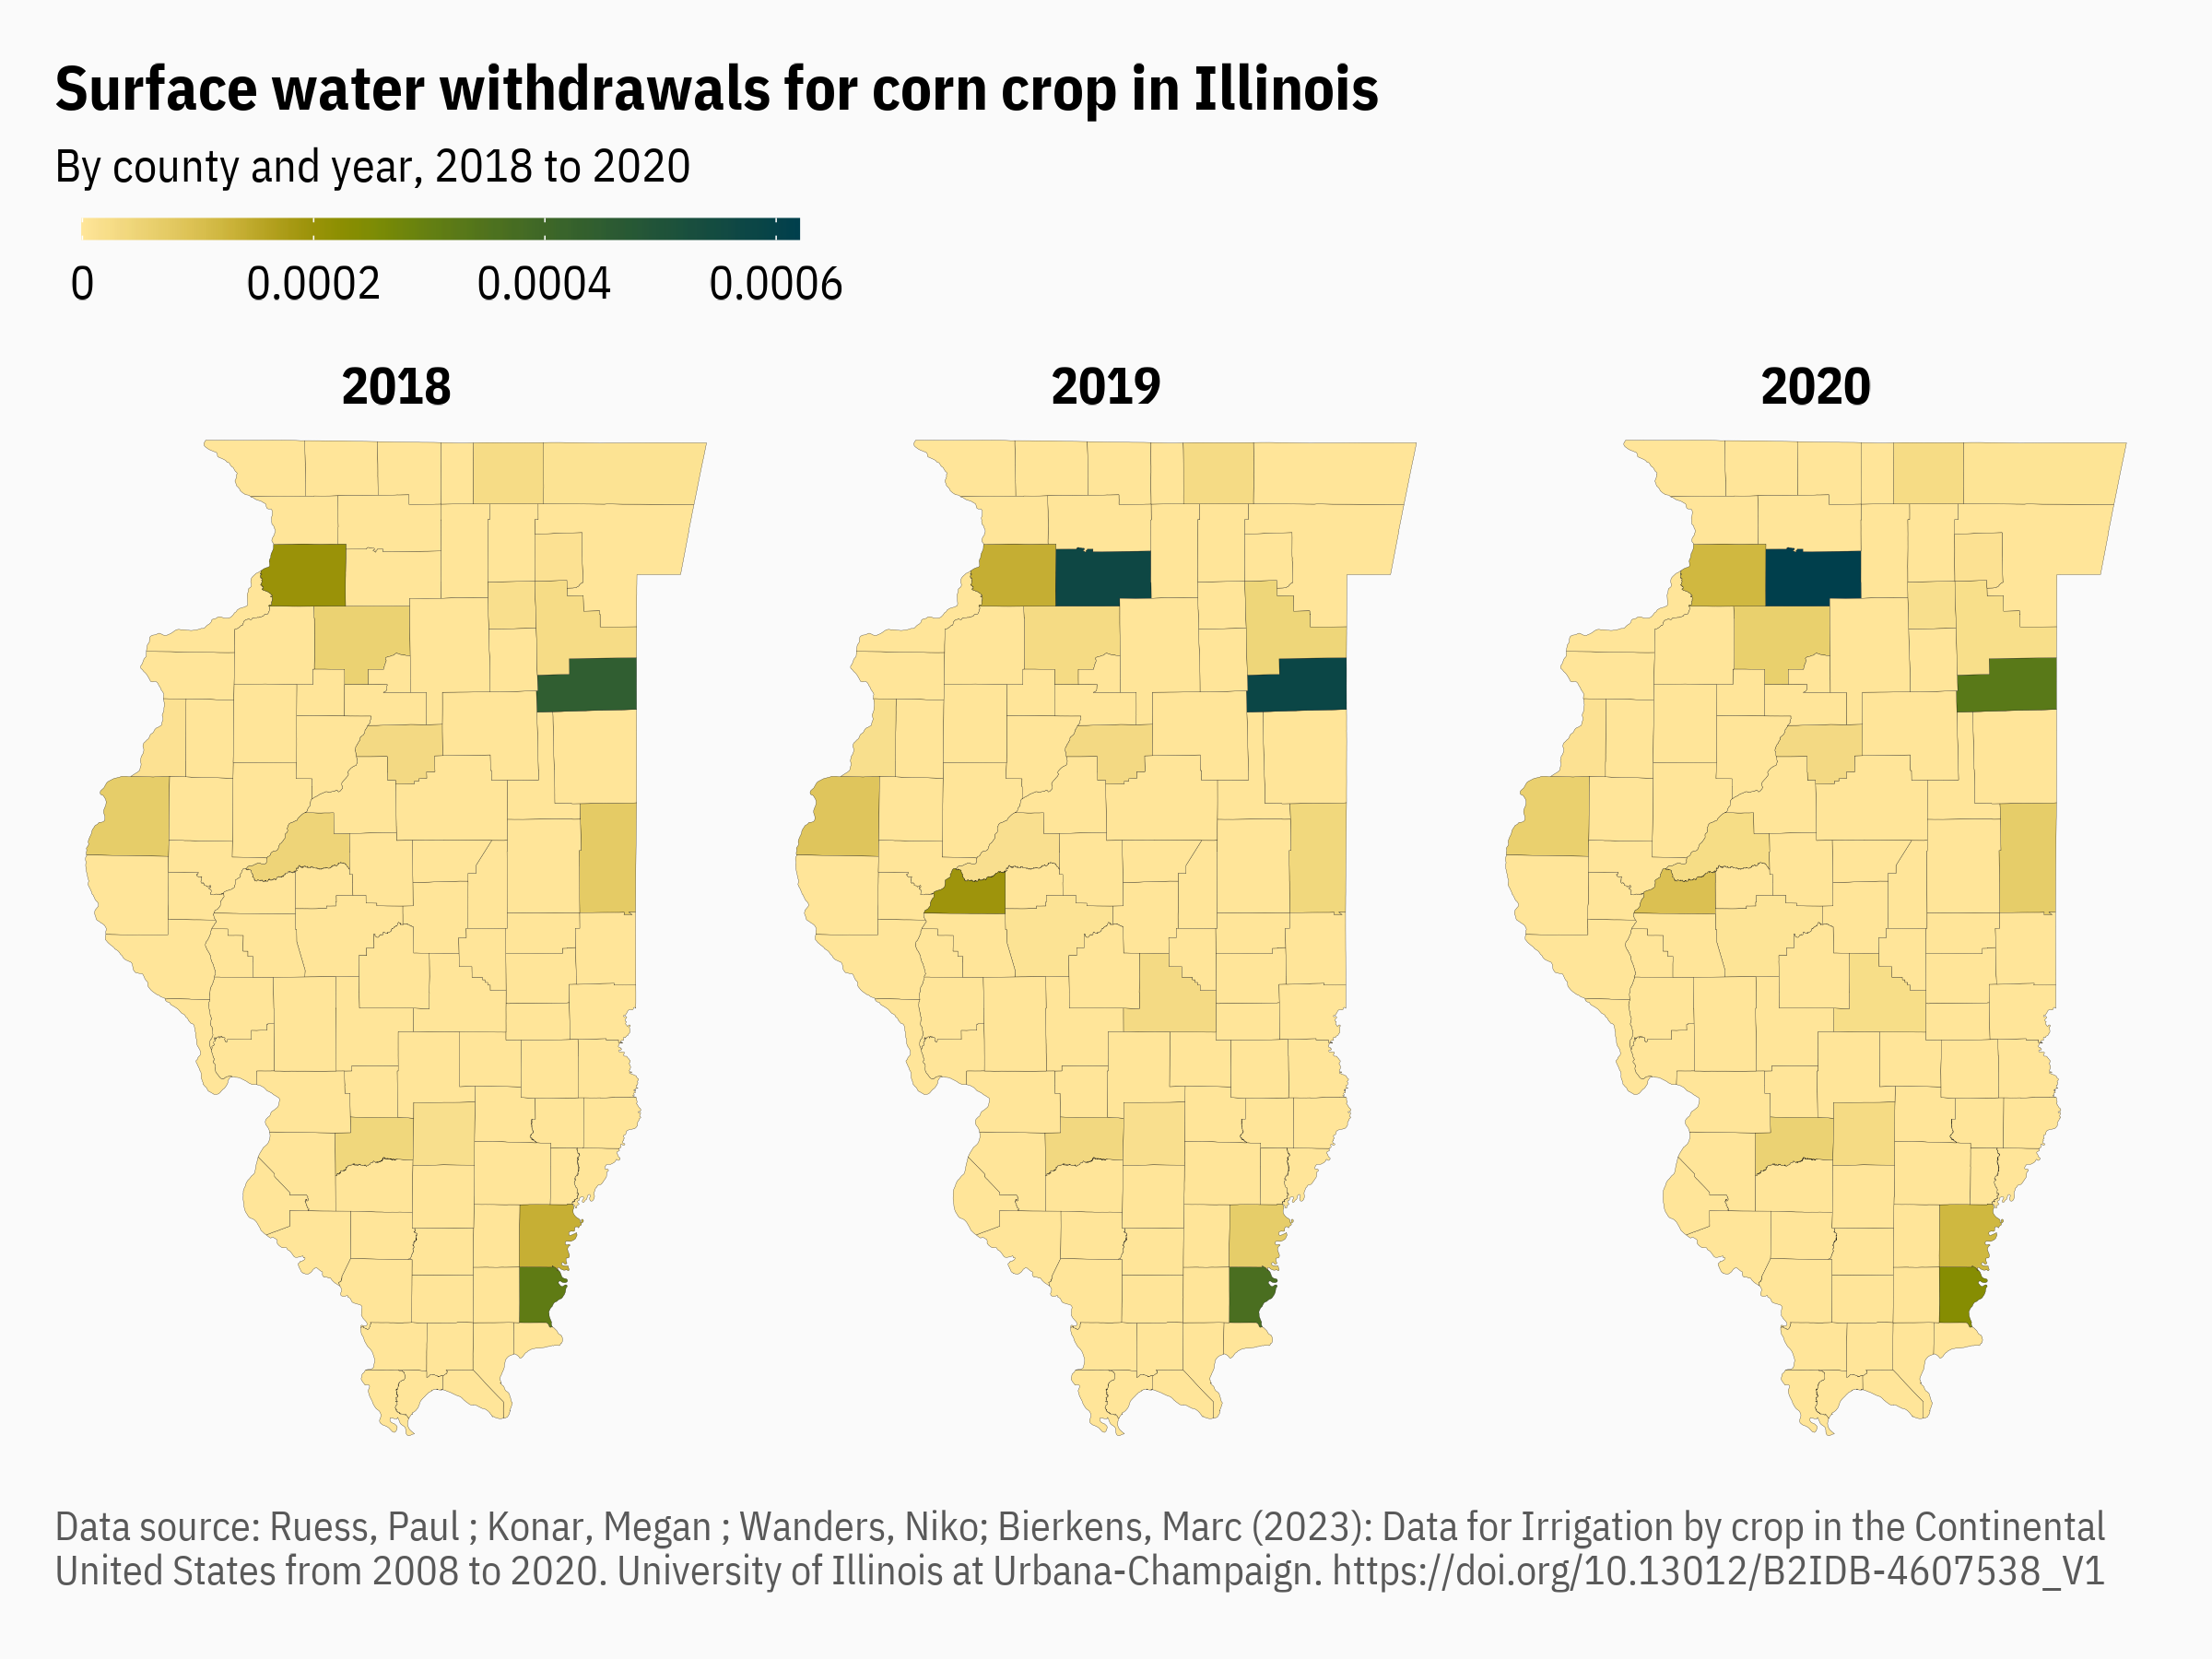 Surface water withdrawals for corn crop in Illinois
By county and year, 2018 to 2020
0 0.0002 0.0004 0.0006
2018 2019 2020
Data source: Ruess, Paul ; Konar, Megan ; Wanders, Niko; Bierkens, Marc (2023): Data for Irrigation by crop in the Continental
United States from 2008 to 2020. University of Illinois at Urbana-Champaign. https://doi.org/10.13012/B2IDB-4607538_V1